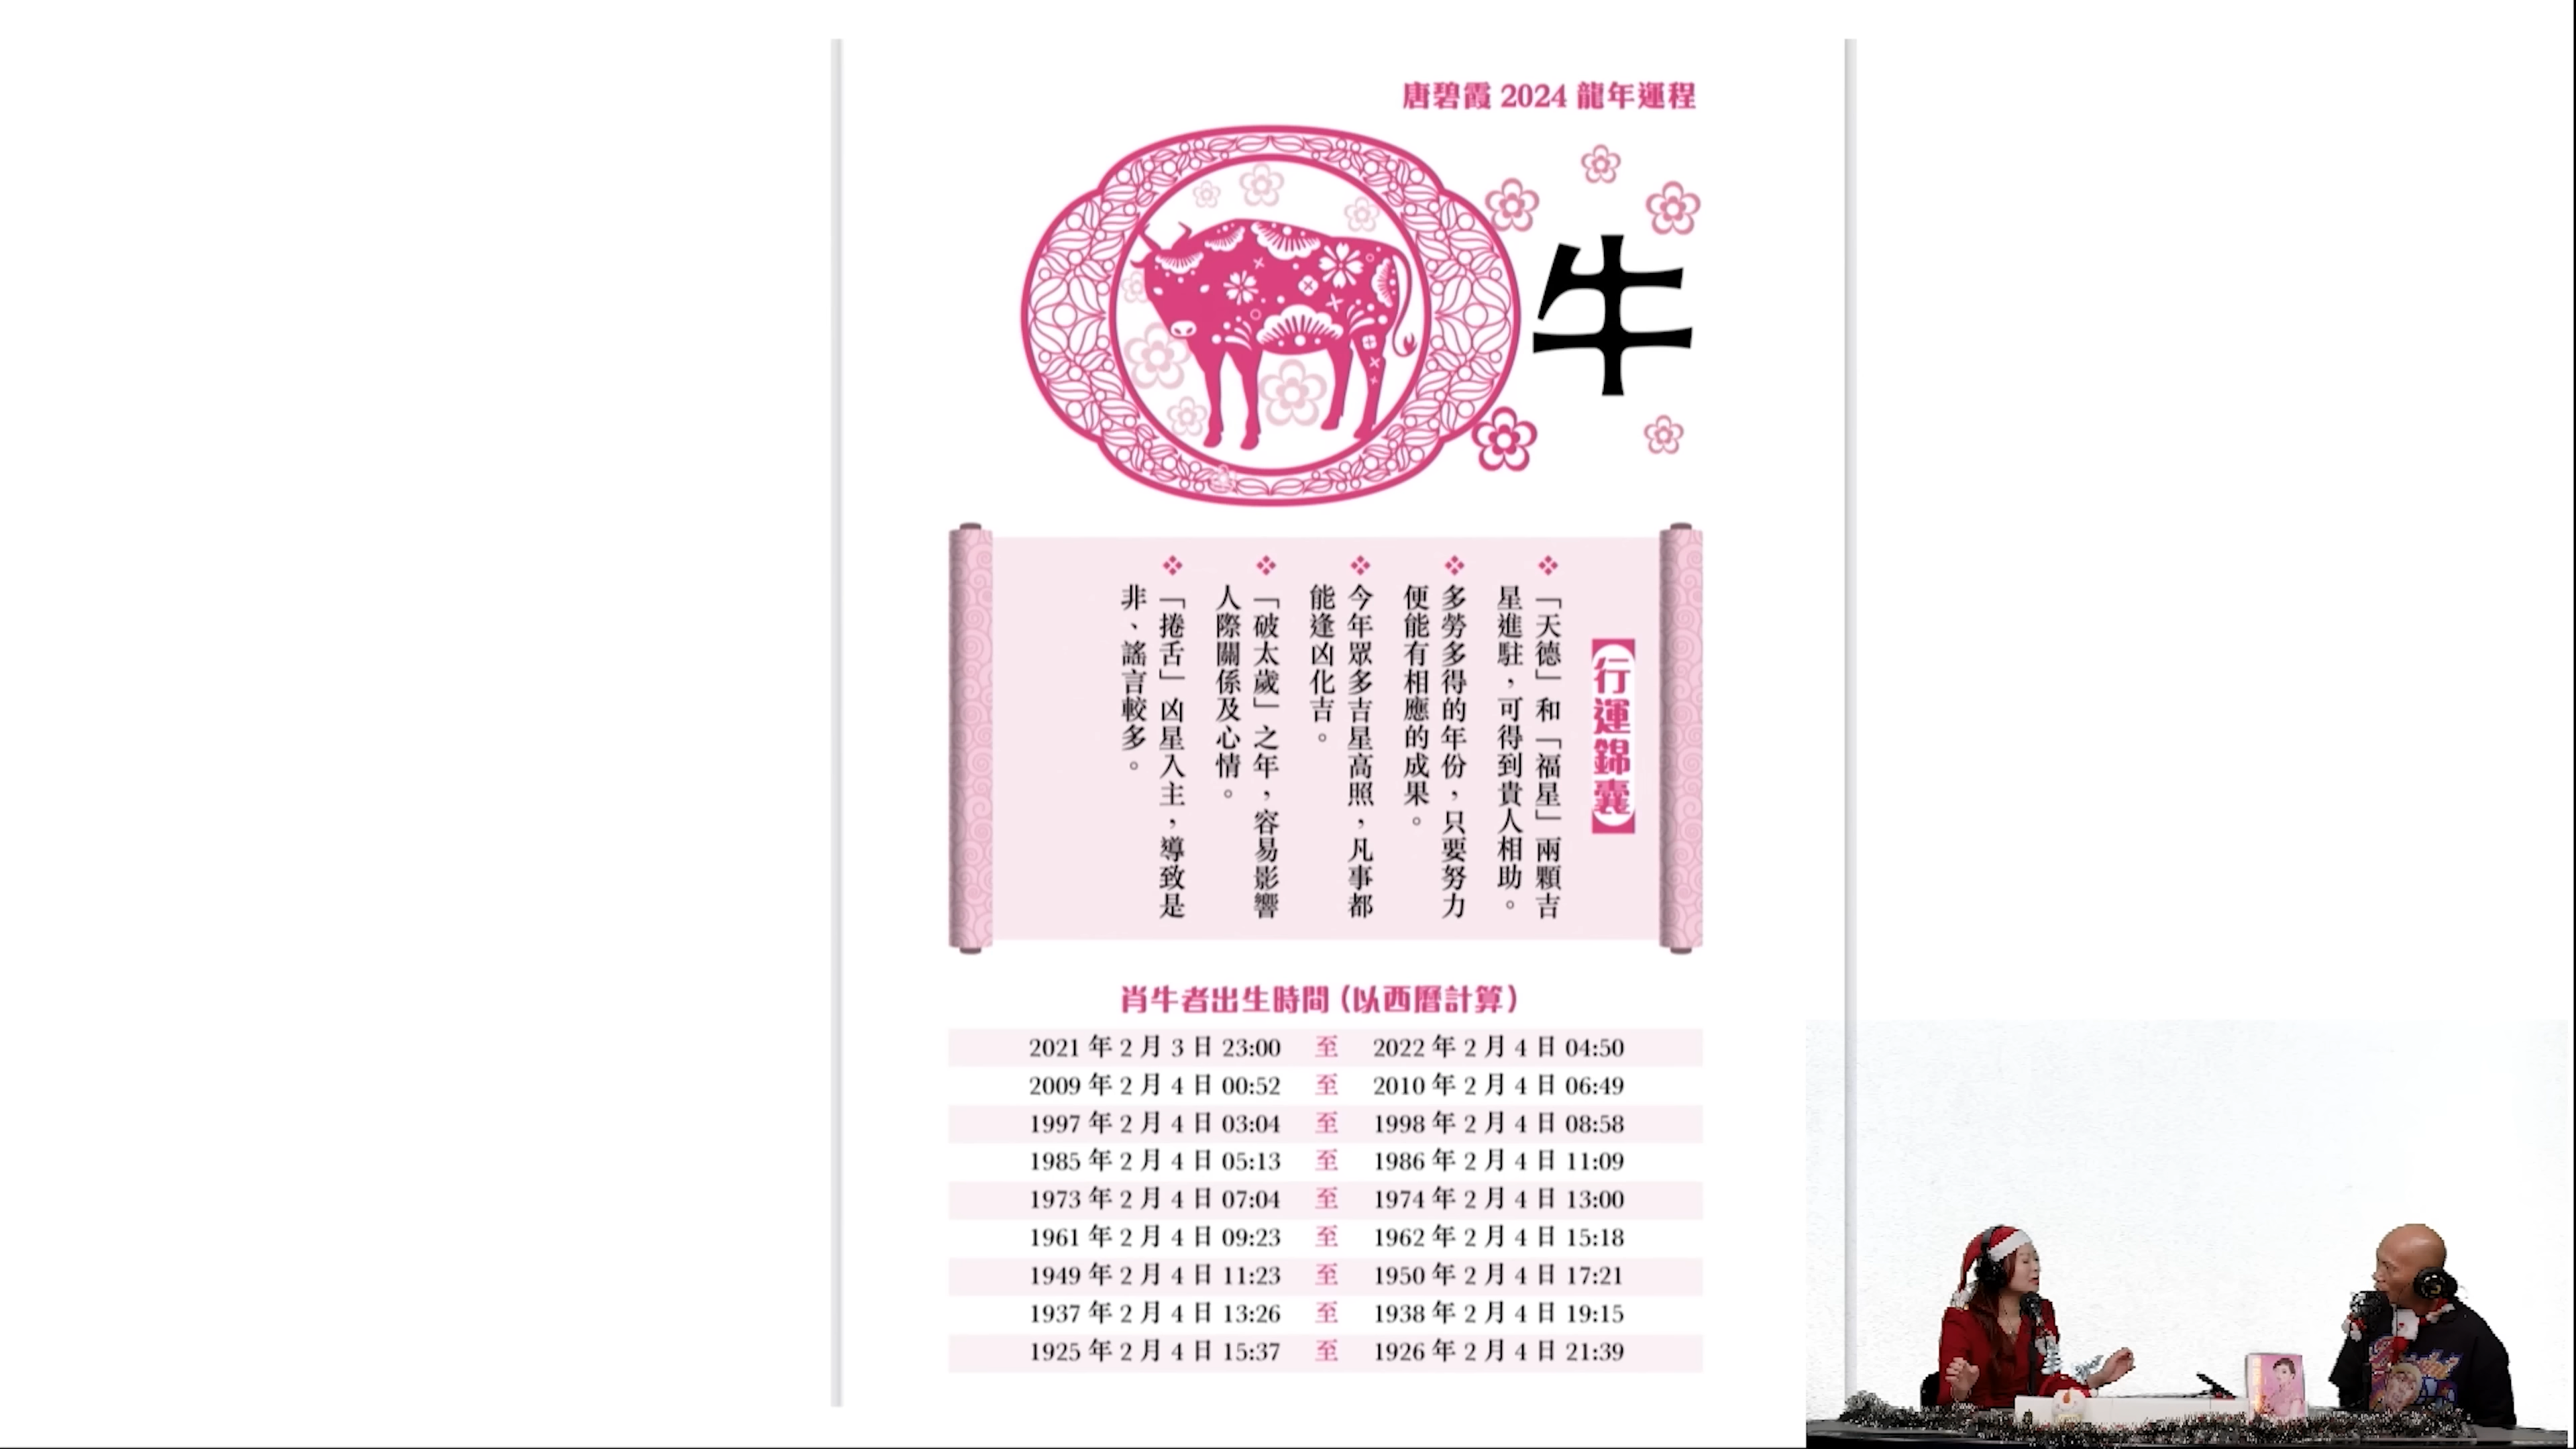 唐碧霞 2024 龍年運程
牛
【行運錦囊】
❖「天德」和「福星」兩顆吉
星進駐，可得到貴人相助。
❖多勞多得的年份，只要努力
便能有相應的成果。
❖今年眾多吉星高照，凡事都
能逢凶化吉。
❖「破太歲」之年，容易影響
人際關係及心情。
❖「捲舌」凶星入主，導致是
非、謠言較多。
肖牛者出生時間（以西曆計算）
2021 年 2 月 3 日 23:00 至 2022 年 2 月 4 日 04:50
2009 年 2 月 4 日 00:52 至 2010 年 2 月 4 日 06:49
1997 年 2 月 4 日 03:04 至 1998 年 2 月 4 日 08:58
1985 年 2 月 4 日 05:13 至 1986 年 2 月 4 日 11:09
1973 年 2 月 4 日 07:04 至 1974 年 2 月 4 日 13:00
1961 年 2 月 4 日 09:23 至 1962 年 2 月 4 日 15:18
1949 年 2 月 4 日 11:23 至 1950 年 2 月 4 日 17:21
1937 年 2 月 4 日 13:26 至 1938 年 2 月 4 日 19:15
1925 年 2 月 4 日 15:37 至 1926 年 2 月 4 日 21:39